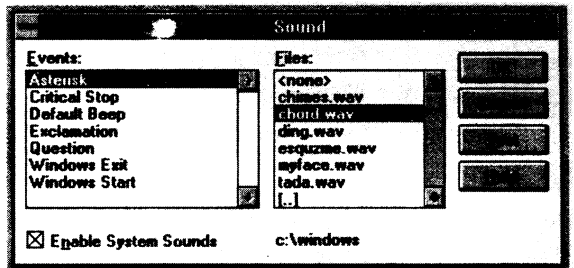 Sound
Events:
Asterisk
Critical Stop
Default Beep
Exclamation
Question
Windows Exit
Windows Start
Files:
<none>
chimes.wav
chord.wav
ding.wav
esquzme.wav
myface.wav
tada.wav
[..]
Enable System Sounds
c:\windows